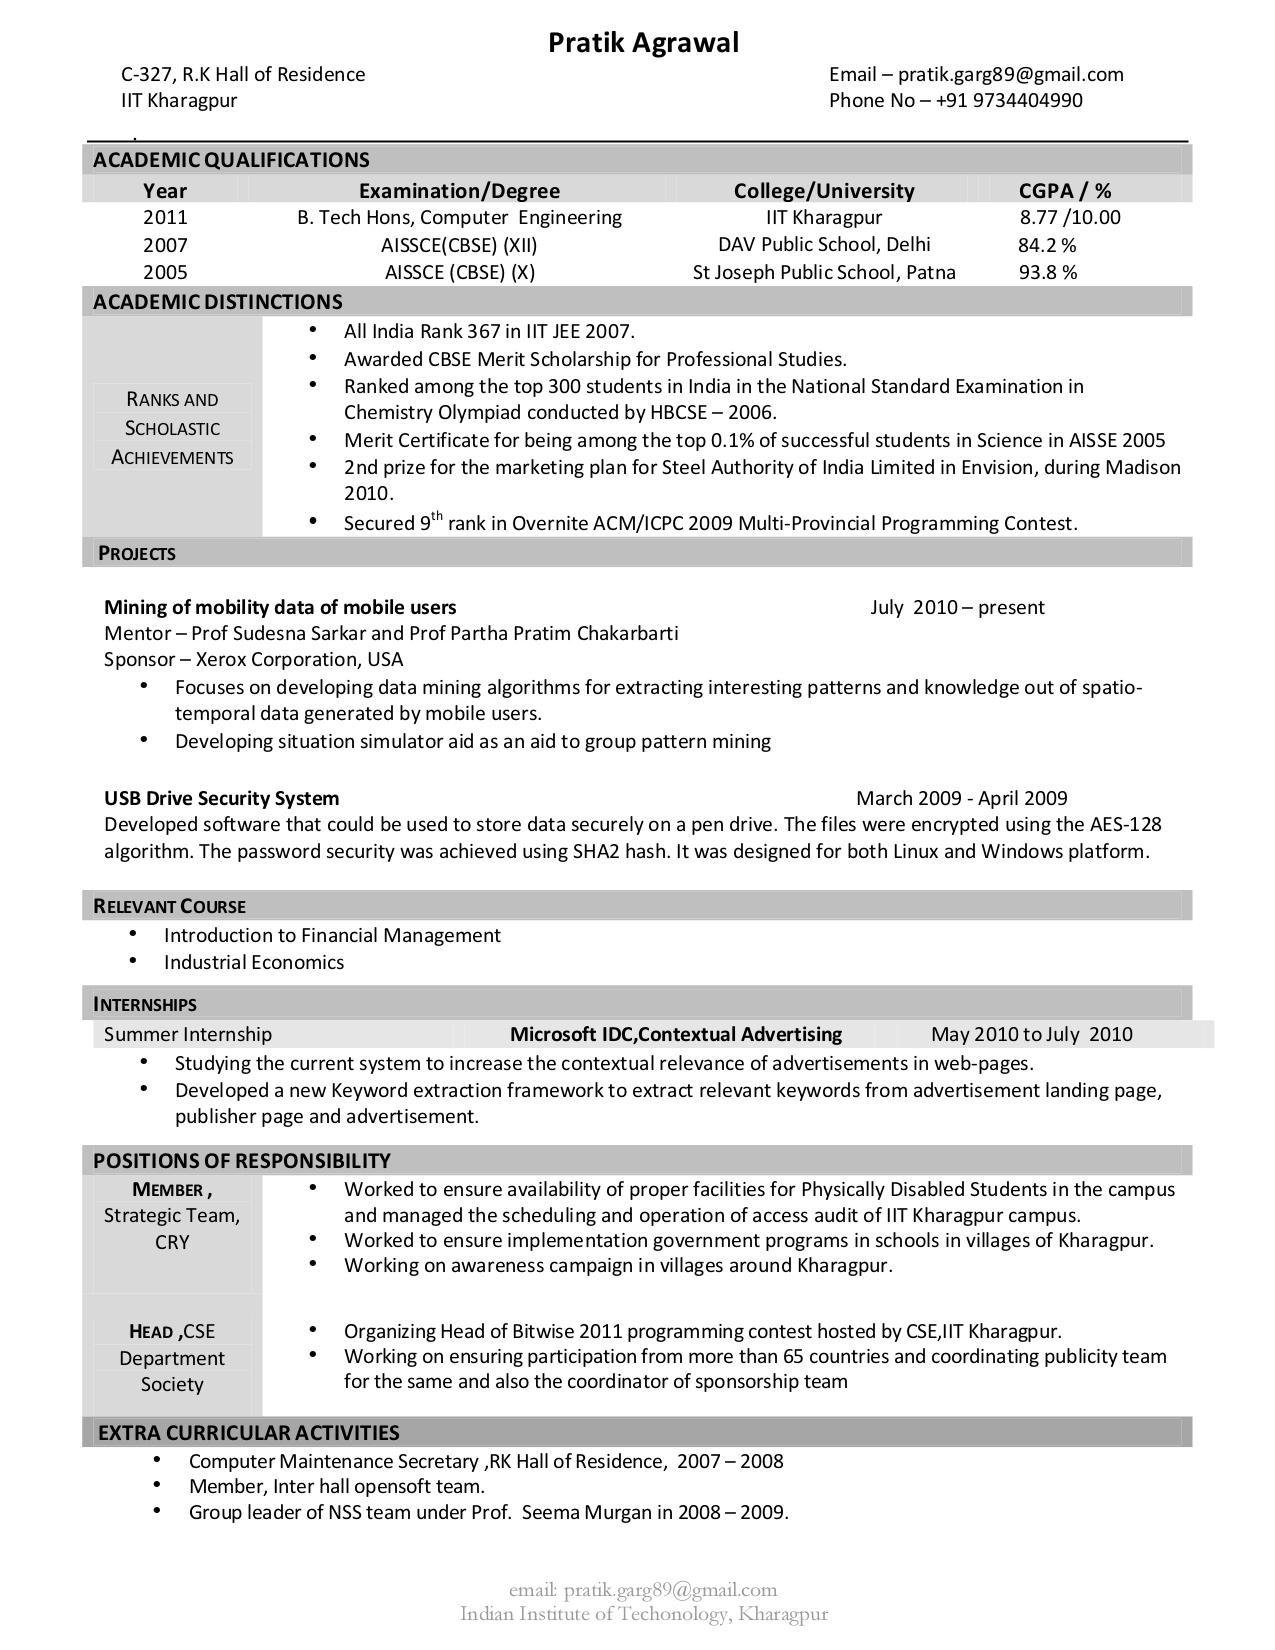 Pratik Agrawal
C-327, R.K Hall of Residence Email – pratik.garg89@gmail.com
IIT Kharagpur Phone No – +91 9734404990
.
ACADEMIC QUALIFICATIONS
Year Examination/Degree College/University CGPA / %
2011 B. Tech Hons, Computer Engineering IIT Kharagpur 8.77 /10.00
2007 AISSCE(CBSE) (XII) DAV Public School, Delhi 84.2 %
2005 AISSCE (CBSE) (X) St Joseph Public School, Patna 93.8 %
ACADEMIC DISTINCTIONS
RANKS AND
SCHOLASTIC
ACHIEVEMENTS
• All India Rank 367 in IIT JEE 2007.
• Awarded CBSE Merit Scholarship for Professional Studies.
• Ranked among the top 300 students in India in the National Standard Examination in
Chemistry Olympiad conducted by HBCSE – 2006.
• Merit Certificate for being among the top 0.1% of successful students in Science in AISSE 2005
• 2nd prize for the marketing plan for Steel Authority of India Limited in Envision, during Madison
2010.
• Secured 9th rank in Overnite ACM/ICPC 2009 Multi-Provincial Programming Contest.
PROJECTS
Mining of mobility data of mobile users July 2010 – present
Mentor – Prof Sudesna Sarkar and Prof Partha Pratim Chakarbarti
Sponsor – Xerox Corporation, USA
• Focuses on developing data mining algorithms for extracting interesting patterns and knowledge out of spatio-
temporal data generated by mobile users.
• Developing situation simulator aid as an aid to group pattern mining
USB Drive Security System March 2009 - April 2009
Developed software that could be used to store data securely on a pen drive. The files were encrypted using the AES-128
algorithm. The password security was achieved using SHA2 hash. It was designed for both Linux and Windows platform.
RELEVANT COURSE
• Introduction to Financial Management
• Industrial Economics
INTERNSHIPS
Summer Internship Microsoft IDC,Contextual Advertising May 2010 to July 2010
• Studying the current system to increase the contextual relevance of advertisements in web-pages.
• Developed a new Keyword extraction framework to extract relevant keywords from advertisement landing page,
publisher page and advertisement.
POSITIONS OF RESPONSIBILITY
MEMBER ,
Strategic Team,
CRY
• Worked to ensure availability of proper facilities for Physically Disabled Students in the campus
and managed the scheduling and operation of access audit of IIT Kharagpur campus.
• Worked to ensure implementation government programs in schools in villages of Kharagpur.
• Working on awareness campaign in villages around Kharagpur.
HEAD ,CSE
Department
Society
• Organizing Head of Bitwise 2011 programming contest hosted by CSE,IIT Kharagpur.
• Working on ensuring participation from more than 65 countries and coordinating publicity team
for the same and also the coordinator of sponsorship team
EXTRA CURRICULAR ACTIVITIES
• Computer Maintenance Secretary ,RK Hall of Residence, 2007 – 2008
• Member, Inter hall opensoft team.
• Group leader of NSS team under Prof. Seema Murgan in 2008 – 2009.
email: pratik.garg89@gmail.com
Indian Institute of Techonology, Kharagpur